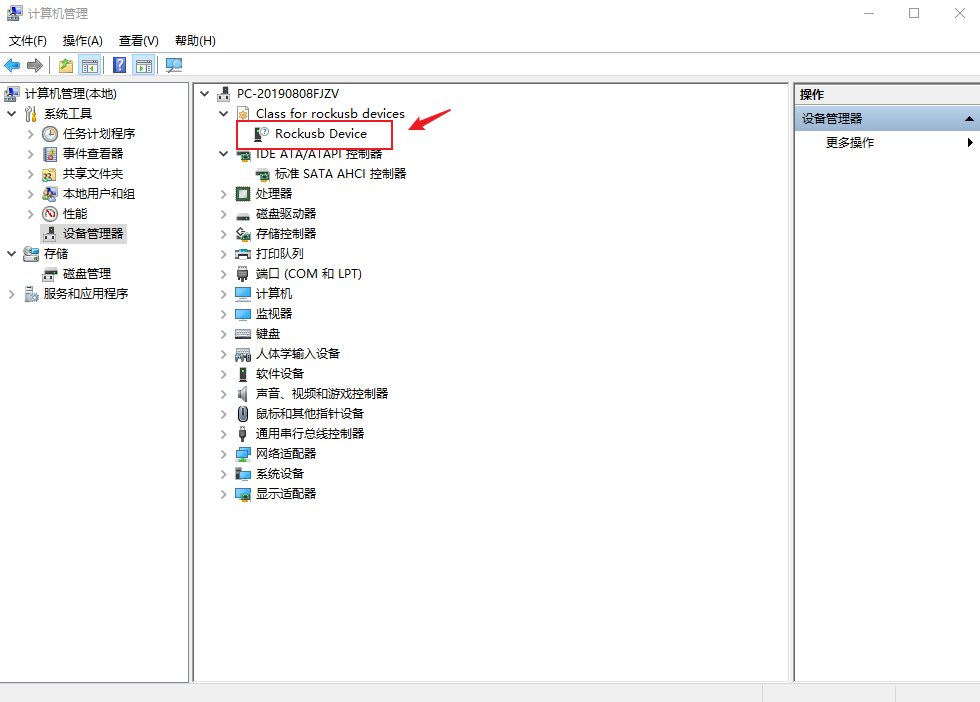 计算机管理
文件(F) 操作(A) 查看(V) 帮助(H)
计算机管理(本地)
系统工具
任务计划程序
事件查看器
共享文件夹
本地用户和组
性能
设备管理器
存储
磁盘管理
服务和应用程序
PC-20190808FJZV
Class for rockusb devices
Rockusb Device
IDE ATA/ATAPI 控制器
标准 SATA AHCI 控制器
处理器
磁盘驱动器
存储控制器
打印队列
端口 (COM 和 LPT)
计算机
监视器
键盘
人体学输入设备
软件设备
声音、视频和游戏控制器
鼠标和其他指针设备
通用串行总线控制器
网络适配器
系统设备
显示适配器
操作
设备管理器
更多操作